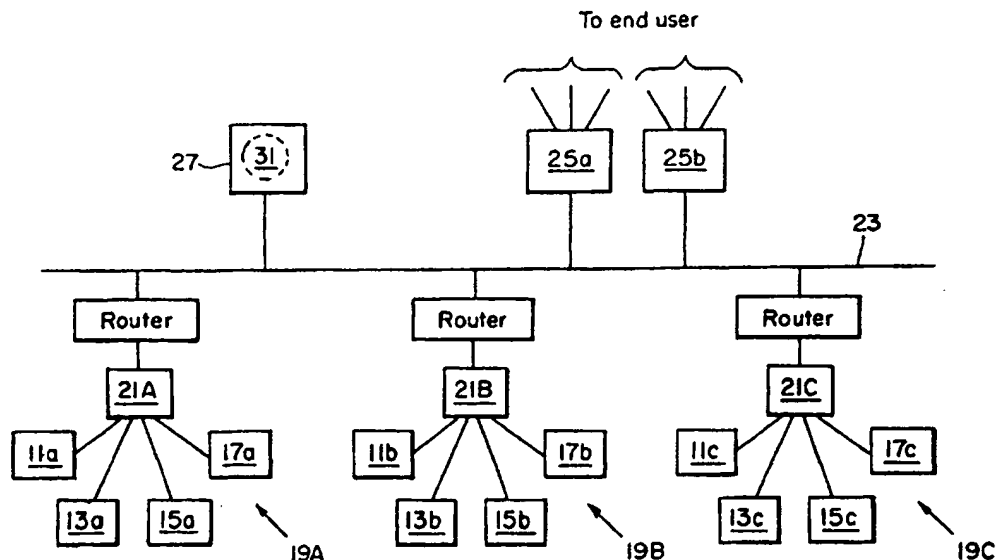 To end user
31
27
25a
25b
23
Router
Router
Router
21A
21B
21C
11a
17a
11b
17b
11c
17c
13a
15a
13b
15b
13c
15c
19A
19B
19C